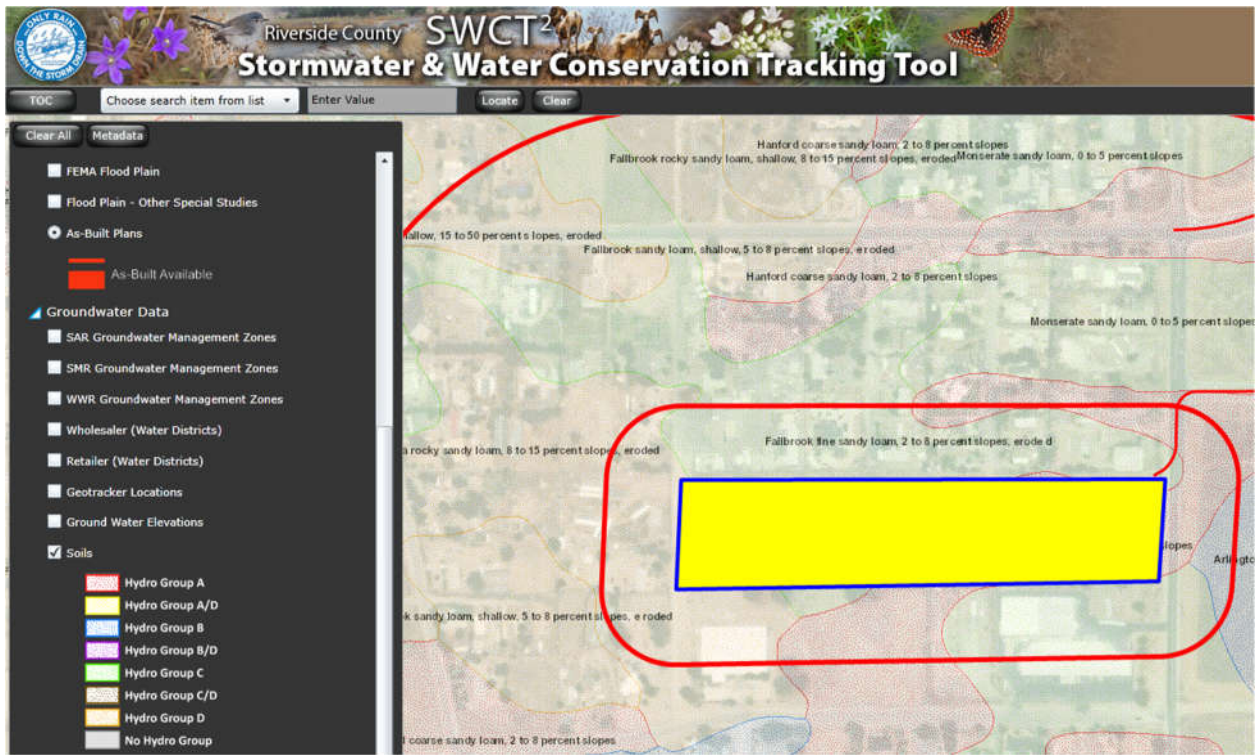 ONLY RAIN
DOWN THE STORM DRAIN
Riverside County SWCT²
Stormwater & Water Conservation Tracking Tool
TOC Choose search item from list Enter Value Locate Clear
Clear All Metadata
FEMA Flood Plain
Flood Plain - Other Special Studies
As-Built Plans
As-Built Available
Groundwater Data
SAR Groundwater Management Zones
SMR Groundwater Management Zones
WWR Groundwater Management Zones
Wholesaler (Water Districts)
Retailer (Water Districts)
Geotracker Locations
Ground Water Elevations
Soils
Hydro Group A
Hydro Group A/D
Hydro Group B
Hydro Group B/D
Hydro Group C
Hydro Group C/D
Hydro Group D
No Hydro Group
Hanford coarse sandy loam, 2 to 8 percent slopes
Fallbrook rocky sandy loam, shallow, 8 to 15 percent slopes, eroded
Monserate sandy loam, 0 to 5 percent slopes
allow, 15 to 50 percent s lopes, eroded
Fallbrook sandy loam, shallow, 5 to 8 percent slopes, eroded
Hanford coarse sandy loam, 2 to 8 percent slopes
Monserate sandy loam, 0 to 5 percent slopes
Fallbrook fine sandy loam, 2 to 8 percent slopes, erode d
a rocky sandy loam, 8 to 15 percent slopes, eroded
lopes
Arlingto
k sandy loam, shallow, 5 to 8 percent slopes, e roded
l coarse sandy loam, 2 to 8 percent slopes